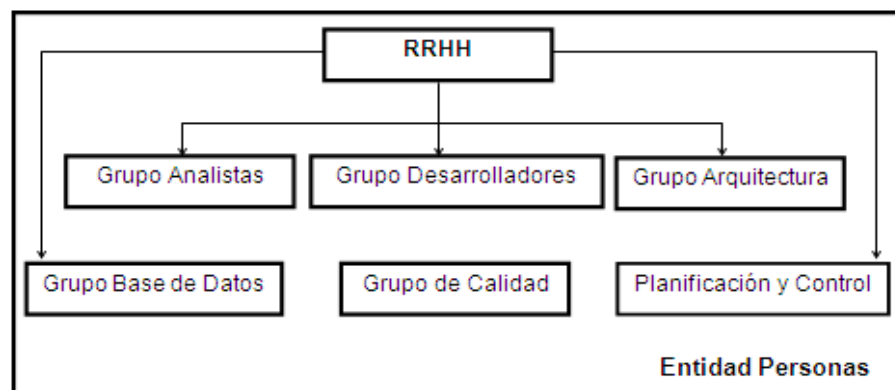 RRHH
Grupo Analistas
Grupo Desarrolladores
Grupo Arquitectura
Grupo Base de Datos
Grupo de Calidad
Planificación y Control
Entidad Personas